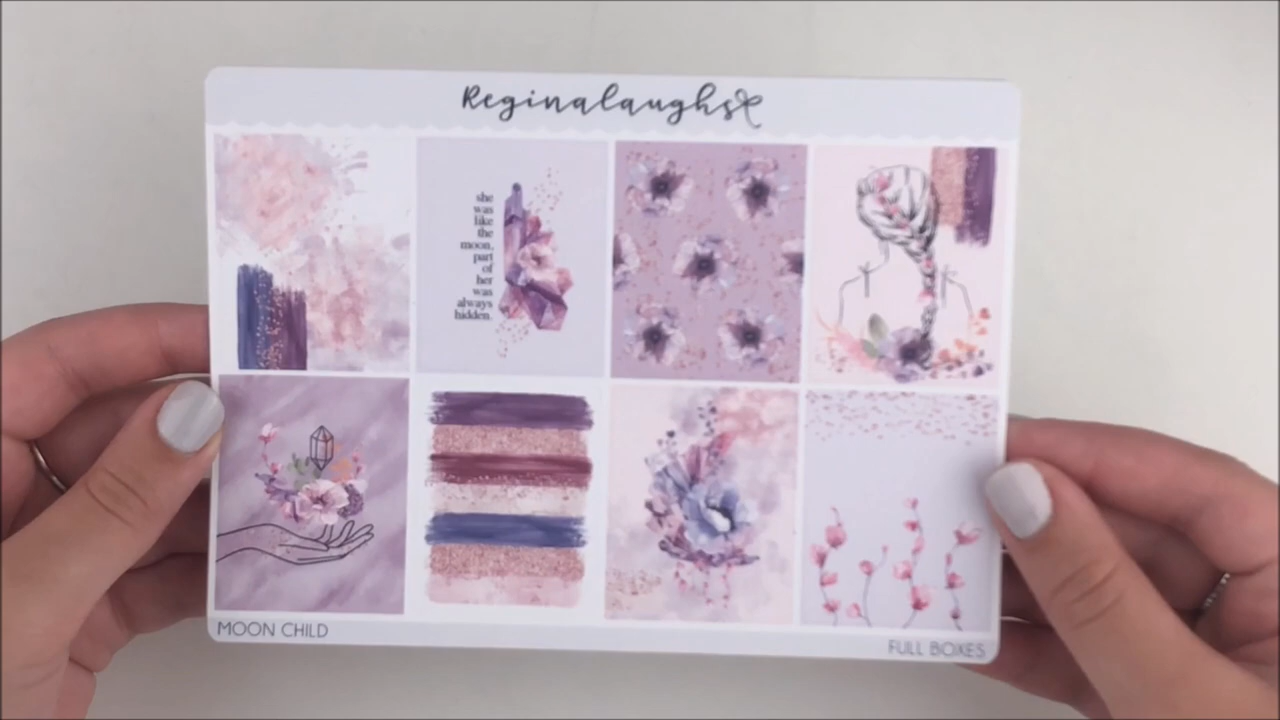 Reginalaughs
she
was
like
the
moon,
part
of
her
was
always
hidden.
MOON CHILD
FULL BOXES